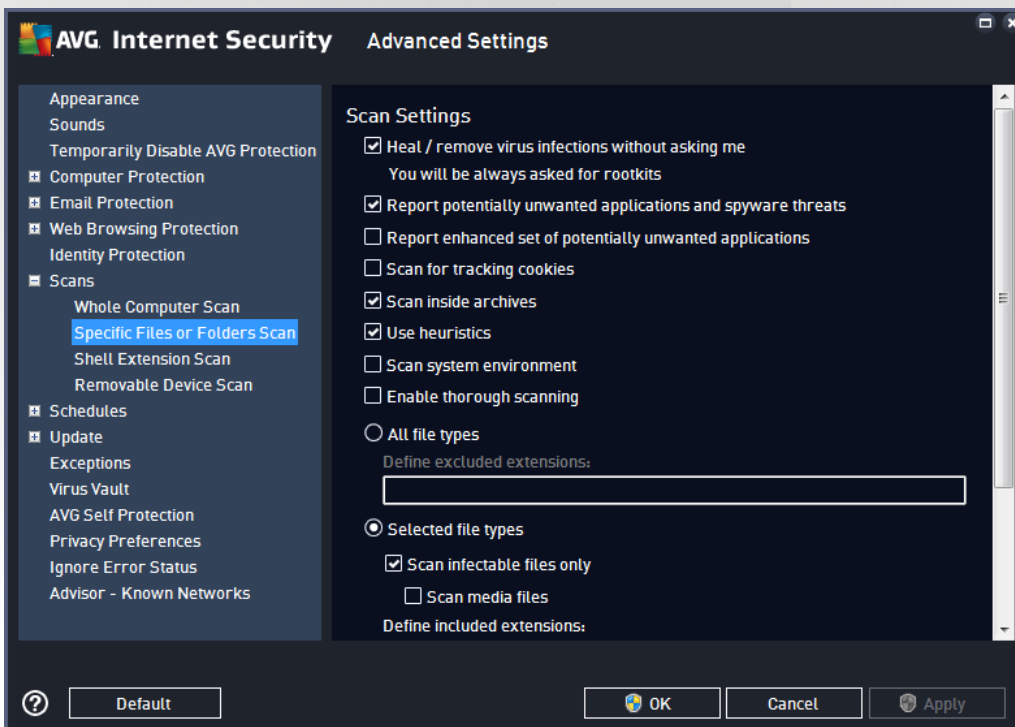 AVG. Internet Security Advanced Settings
Appearance
Sounds
Temporarily Disable AVG Protection
Computer Protection
Email Protection
Web Browsing Protection
Identity Protection
Scans
Whole Computer Scan
Specific Files or Folders Scan
Shell Extension Scan
Removable Device Scan
Schedules
Update
Exceptions
Virus Vault
AVG Self Protection
Privacy Preferences
Ignore Error Status
Advisor - Known Networks
Scan Settings
Heal / remove virus infections without asking me
You will be always asked for rootkits
Report potentially unwanted applications and spyware threats
Report enhanced set of potentially unwanted applications
Scan for tracking cookies
Scan inside archives
Use heuristics
Scan system environment
Enable thorough scanning
All file types
Define excluded extensions:
Selected file types
Scan infectable files only
Scan media files
Define included extensions:
? Default OK Cancel Apply